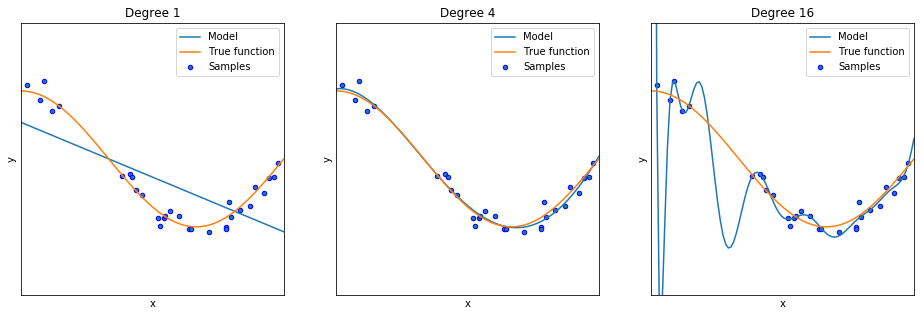 Degree 1
Model
True function
Samples
y
x
Degree 4
Model
True function
Samples
y
x
Degree 16
Model
True function
Samples
y
x